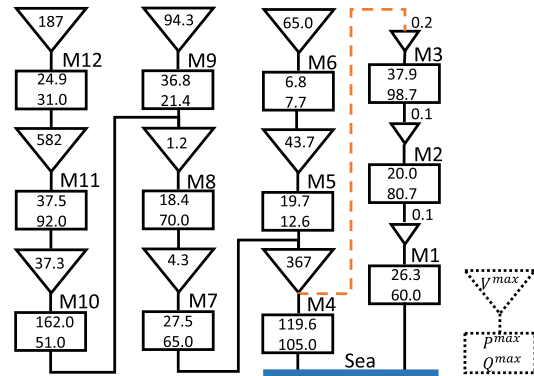 187
M12
24.9
31.0
582
M11
37.5
92.0
37.3
M10
162.0
51.0
94.3
M9
36.8
21.4
1.2
M8
18.4
70.0
4.3
M7
27.5
65.0
65.0
M6
6.8
7.7
43.7
M5
19.7
12.6
367
M4
119.6
105.0
0.2
M3
37.9
98.7
0.1
M2
20.0
80.7
0.1
M1
26.3
60.0
Sea
V^max
P^max
Q^max